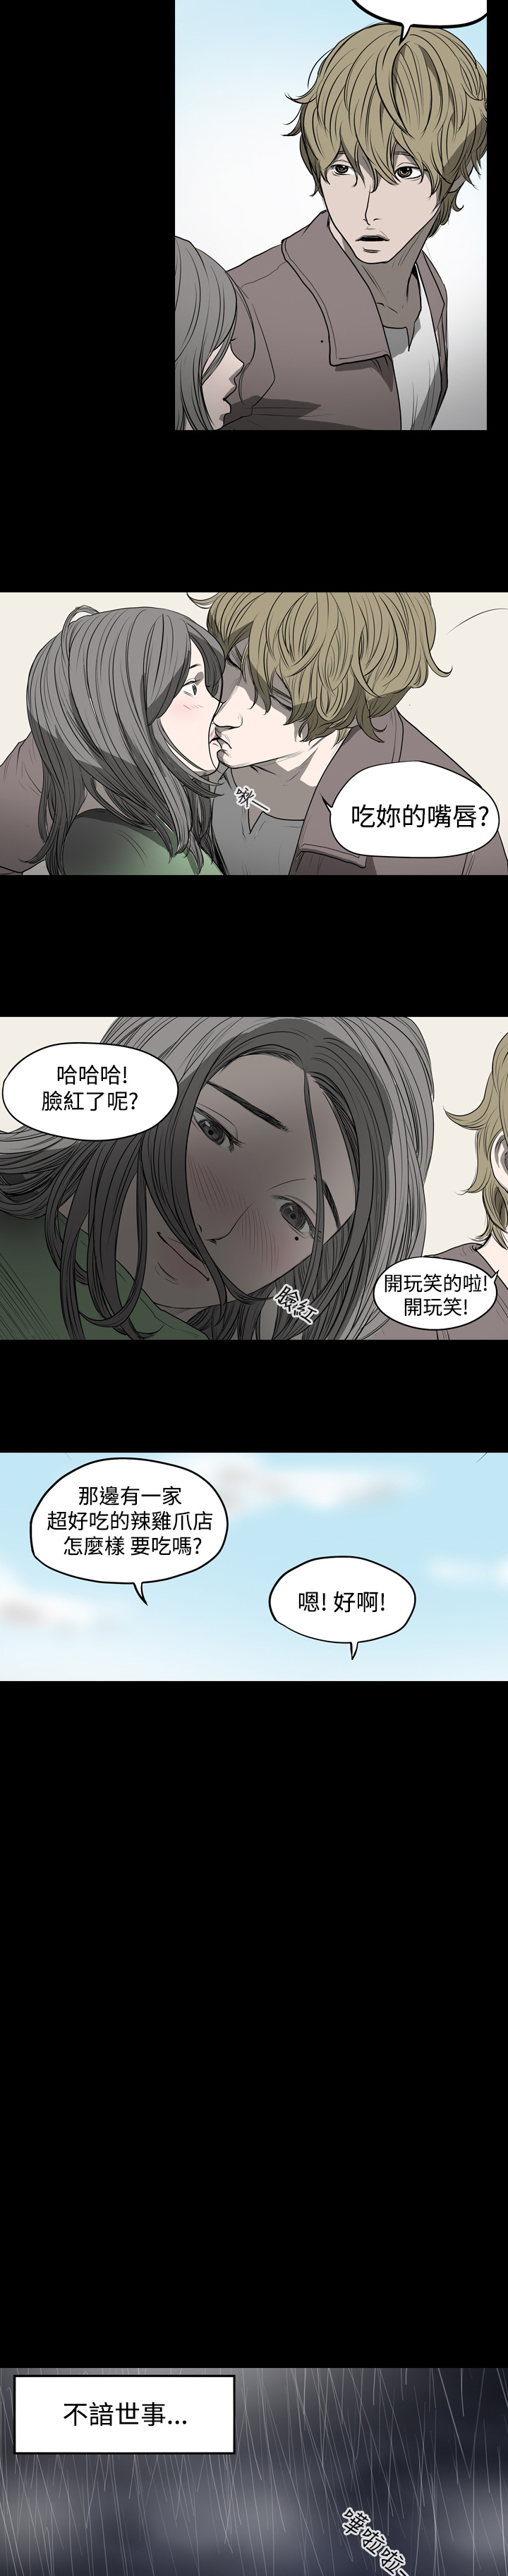 啾—
吃妳的嘴唇?
哈哈哈!
臉紅了呢?
臉紅
開玩笑的啦!
開玩笑!
那邊有一家
超好吃的辣雞爪店
怎麼樣 要吃嗎?
嗯! 好啊!
不諳世事...
嘩啦啦—